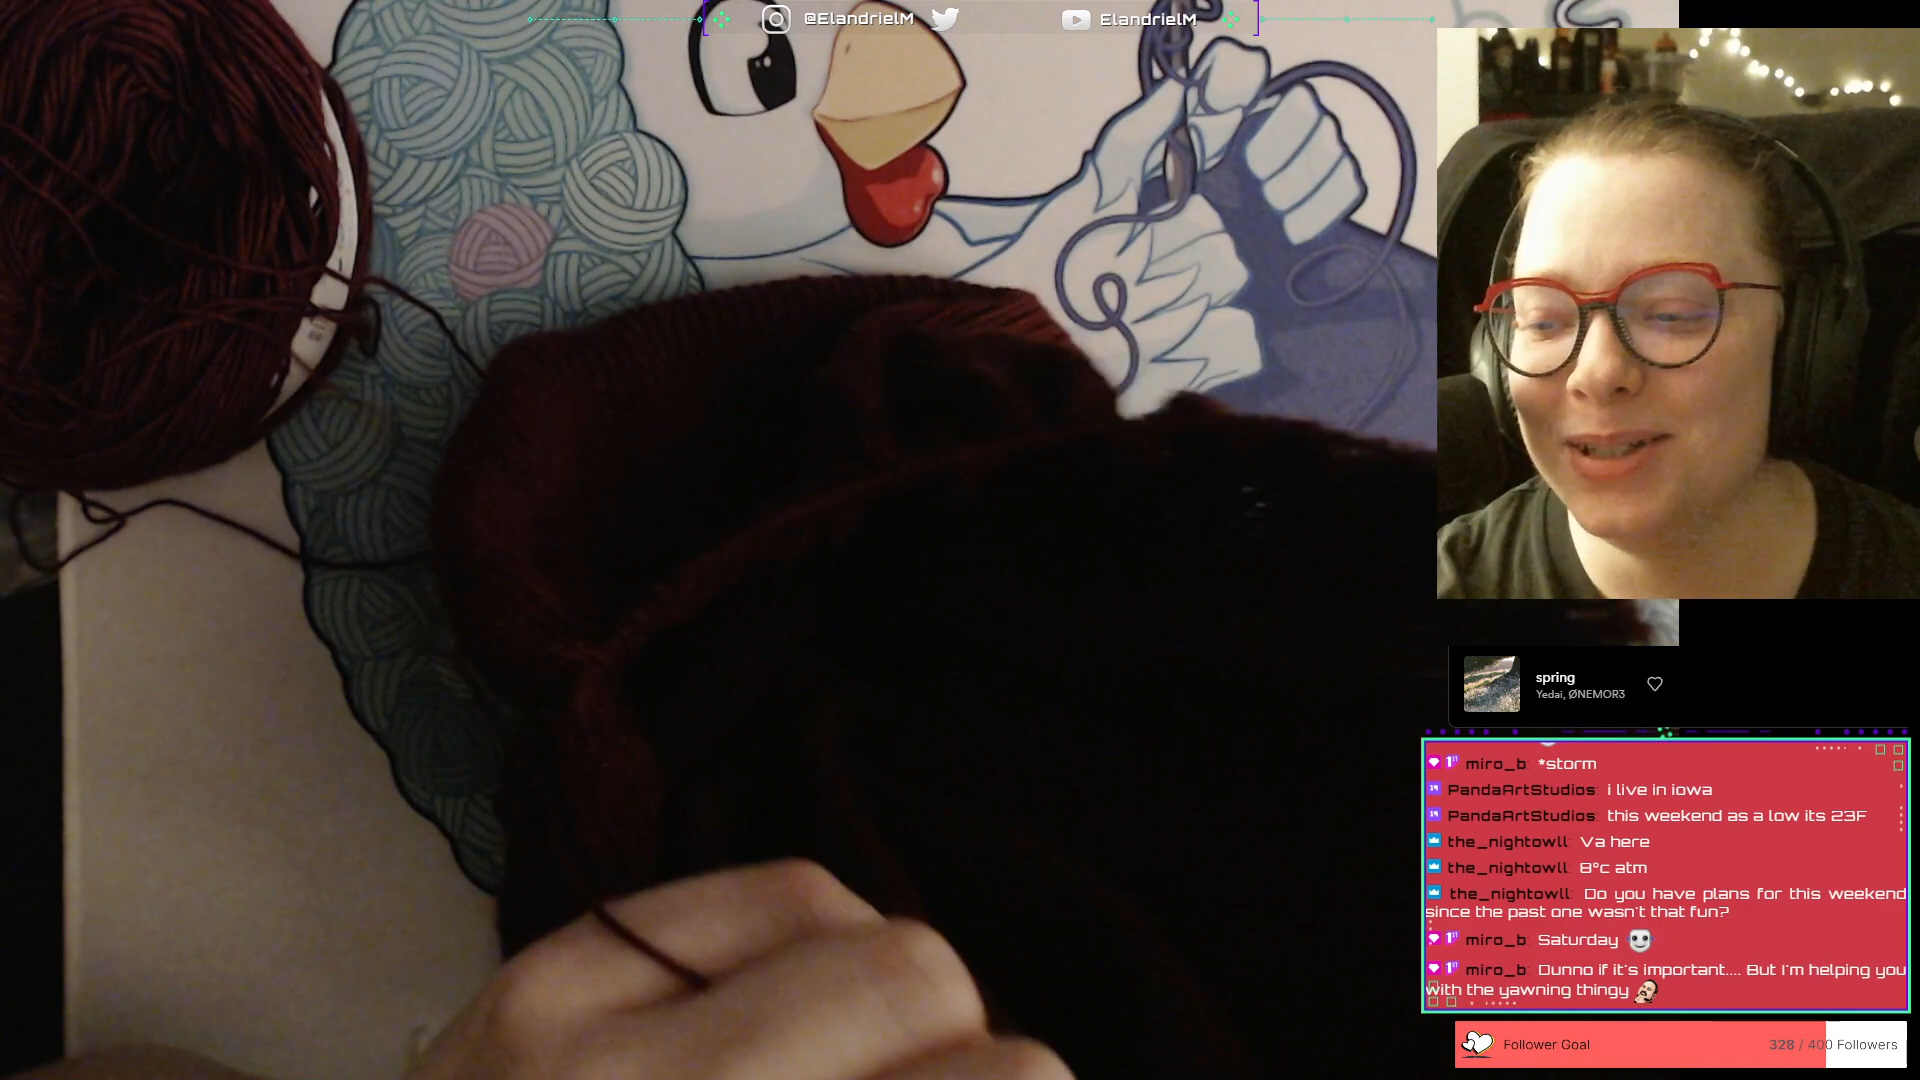 @ElandrielM
ElandrielM
spring
Yedai, ØNEMOR3
miro_b: *storm
PandaArtStudios: i live in iowa
PandaArtStudios: this weekend as a low its 23F
the_nightowll: Va here
the_nightowll: 8°c atm
the_nightowll: Do you have plans for this weekend
since the past one wasn't that fun?
miro_b: Saturday
miro_b: Dunno if it's important.... But I'm helping you
with the yawning thingy
Follower Goal
328 / 400 Followers